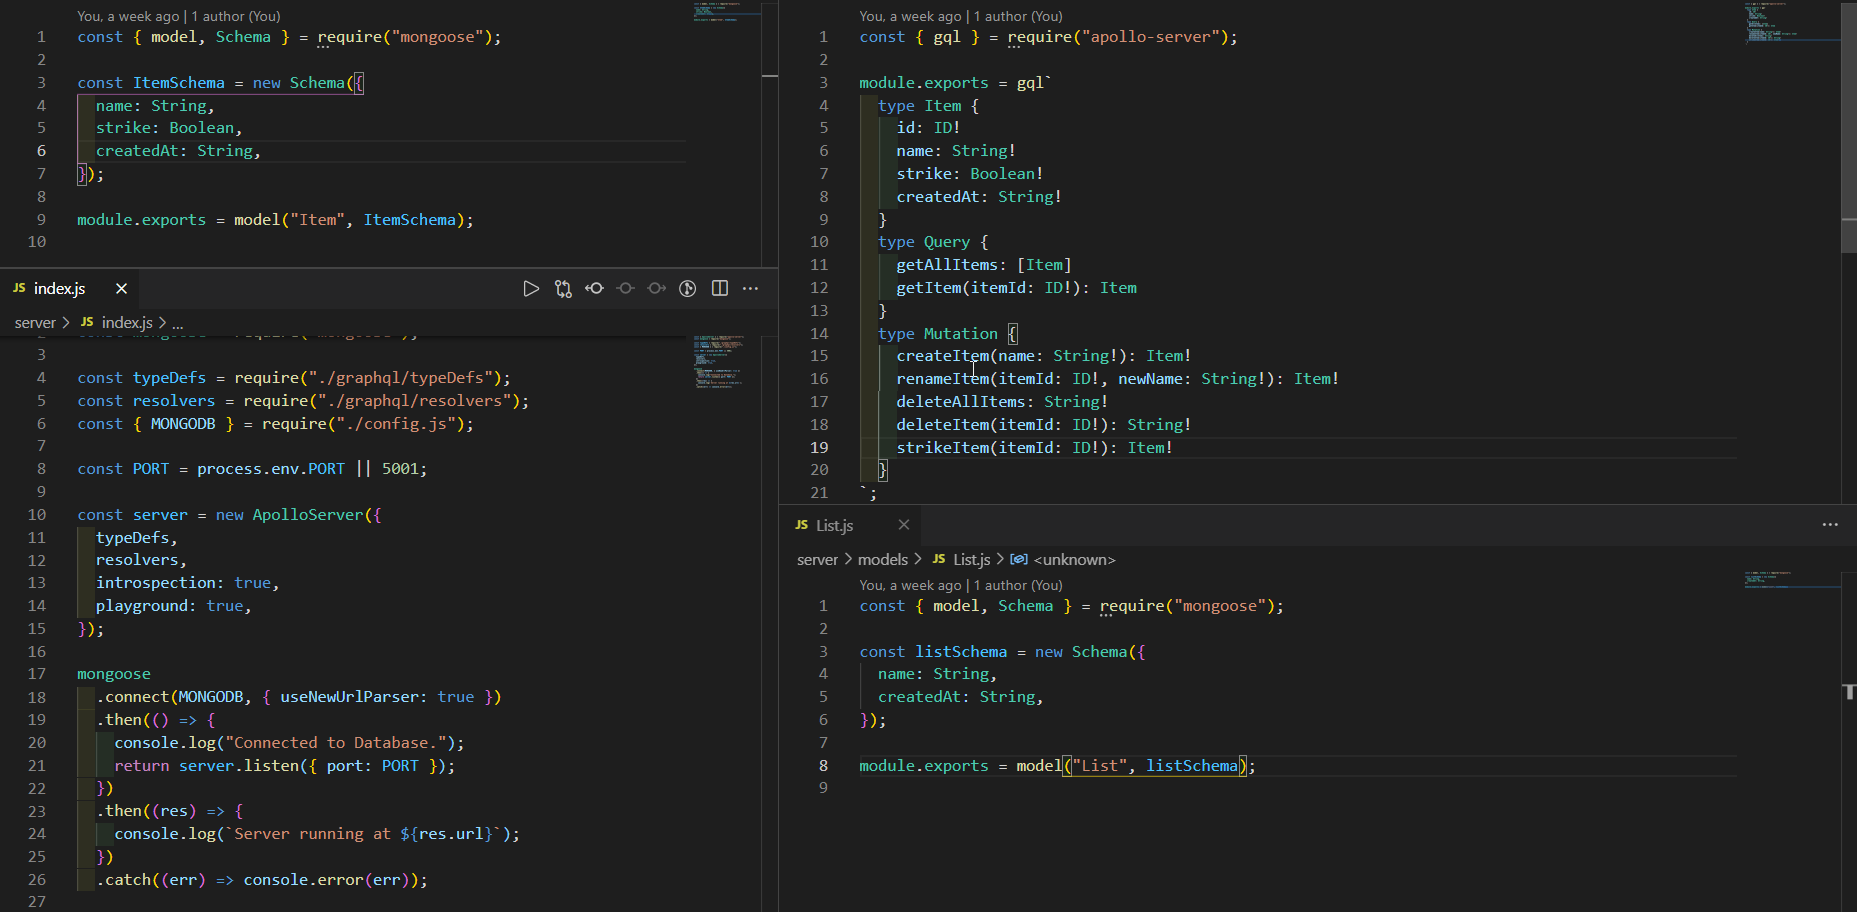 You, a week ago | 1 author (You)
1 const { model, Schema } = require("mongoose");
2
3 const ItemSchema = new Schema({
4 name: String,
5 strike: Boolean,
6 createdAt: String,
7 });
8
9 module.exports = model("Item", ItemSchema);
10
JS index.js ×
server > JS index.js > ...
3
4 const typeDefs = require("./graphql/typeDefs");
5 const resolvers = require("./graphql/resolvers");
6 const { MONGODB } = require("./config.js");
7
8 const PORT = process.env.PORT || 5001;
9
10 const server = new ApolloServer({
11 typeDefs,
12 resolvers,
13 introspection: true,
14 playground: true,
15 });
16
17 mongoose
18 .connect(MONGODB, { useNewUrlParser: true })
19 .then(() => {
20 console.log("Connected to Database.");
21 return server.listen({ port: PORT });
22 })
23 .then((res) => {
24 console.log(`Server running at ${res.url}`);
25 })
26 .catch((err) => console.error(err));
27
You, a week ago | 1 author (You)
1 const { gql } = require("apollo-server");
2
3 module.exports = gql`
4 type Item {
5 id: ID!
6 name: String!
7 strike: Boolean!
8 createdAt: String!
9 }
10 type Query {
11 getAllItems: [Item]
12 getItem(itemId: ID!): Item
13 }
14 type Mutation {
15 createItem(name: String!): Item!
16 renameItem(itemId: ID!, newName: String!): Item!
17 deleteAllItems: String!
18 deleteItem(itemId: ID!): String!
19 strikeItem(itemId: ID!): Item!
20 }
21 `;
JS List.js ×
server > models > JS List.js > <unknown>
You, a week ago | 1 author (You)
1 const { model, Schema } = require("mongoose");
2
3 const listSchema = new Schema({
4 name: String,
5 createdAt: String,
6 });
7
8 module.exports = model("List", listSchema);
9